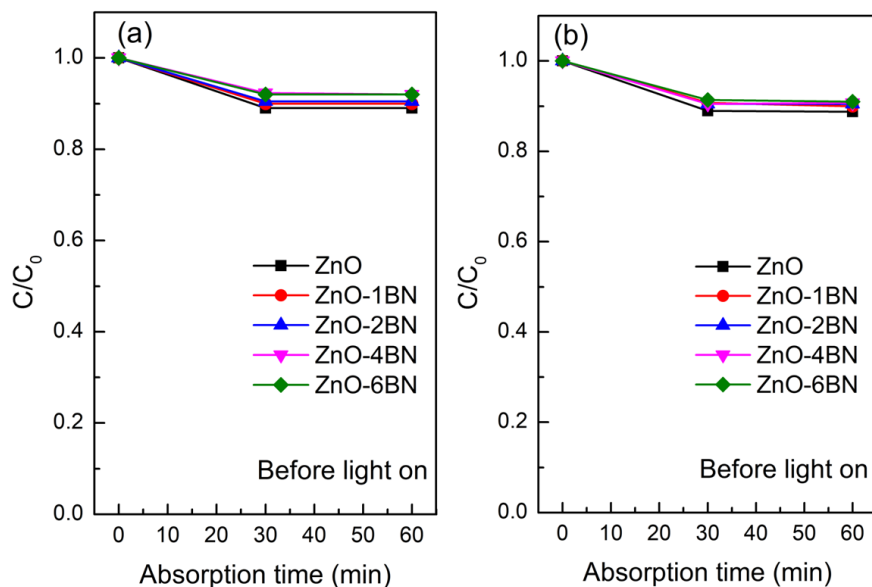 (a)
1.0
0.8
0.6
0.4
0.2
0.0
C/C₀
ZnO
ZnO-1BN
ZnO-2BN
ZnO-4BN
ZnO-6BN
Before light on
0 10 20 30 40 50 60
Absorption time (min)
(b)
1.0
0.8
0.6
0.4
0.2
0.0
C/C₀
ZnO
ZnO-1BN
ZnO-2BN
ZnO-4BN
ZnO-6BN
Before light on
0 10 20 30 40 50 60
Absorption time (min)